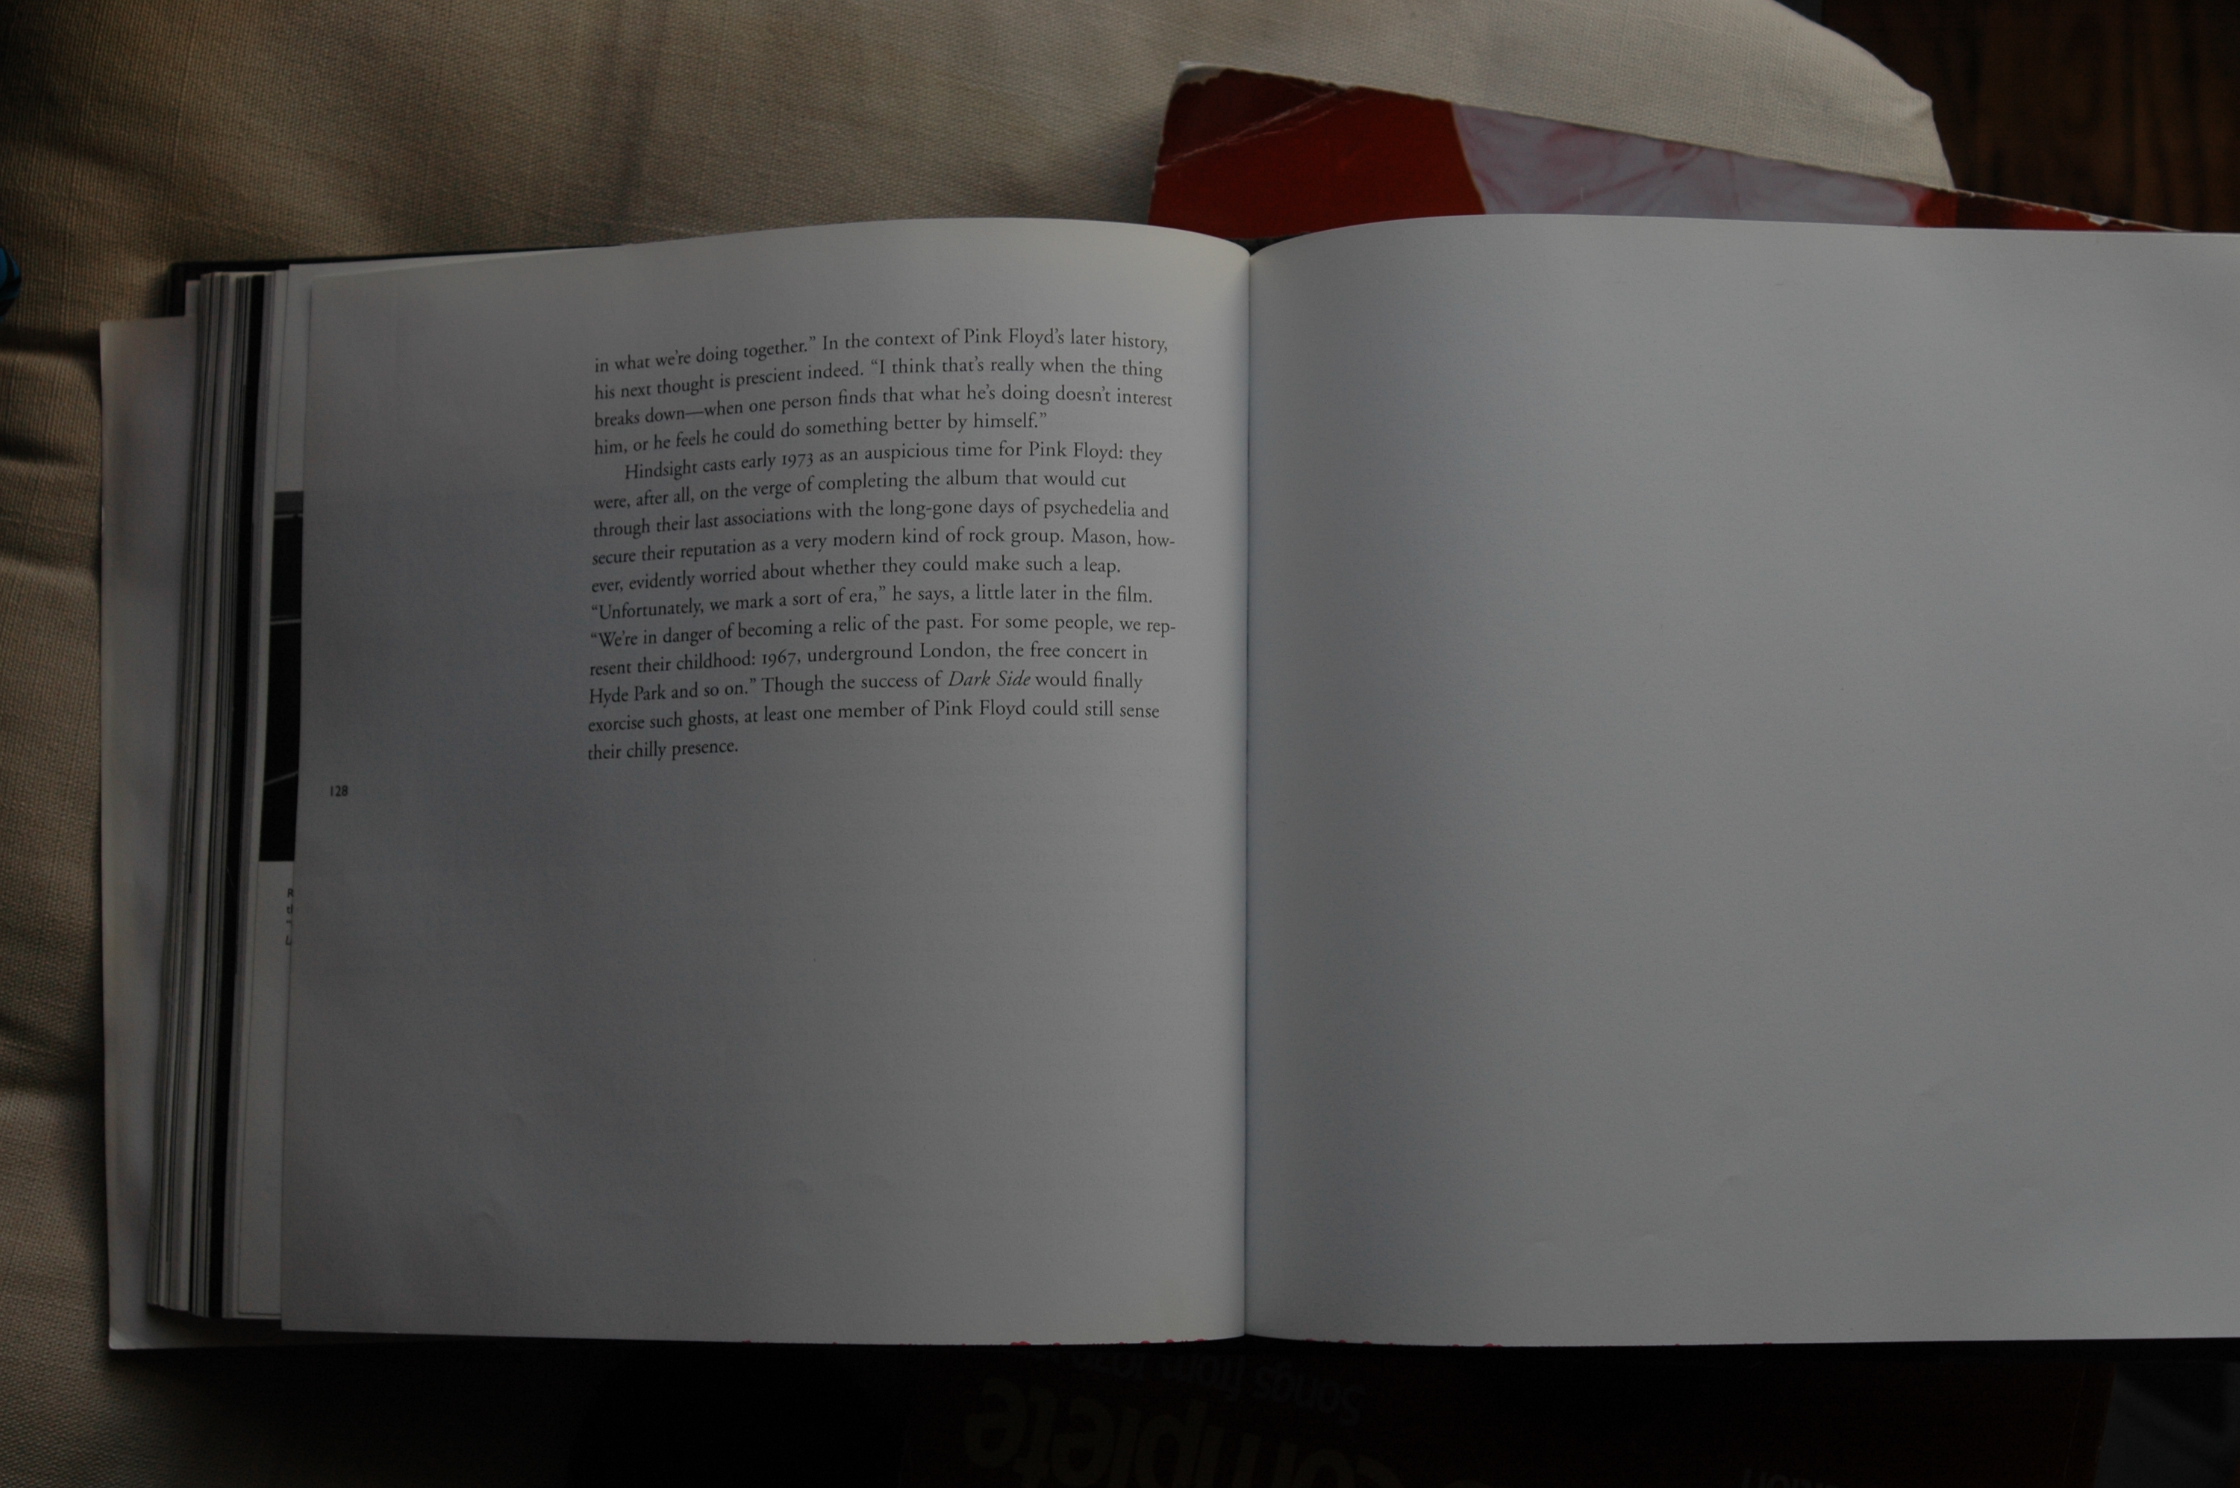 in what we're doing together.” In the context of Pink Floyd's later history,
his next thought is prescient indeed. “I think that's really when the thing
breaks down—when one person finds that what he's doing doesn't interest
him, or he feels he could do something better by himself.”
Hindsight casts early 1973 as an auspicious time for Pink Floyd: they
were, after all, on the verge of completing the album that would cut
through their last associations with the long-gone days of psychedelia and
secure their reputation as a very modern kind of rock group. Mason, how-
ever, evidently worried about whether they could make such a leap.
“Unfortunately, we mark a sort of era,” he says, a little later in the film.
“We're in danger of becoming a relic of the past. For some people, we rep-
resent their childhood: 1967, underground London, the free concert in
Hyde Park and so on.” Though the success of Dark Side would finally
exorcise such ghosts, at least one member of Pink Floyd could still sense
their chilly presence.
128
Songs from